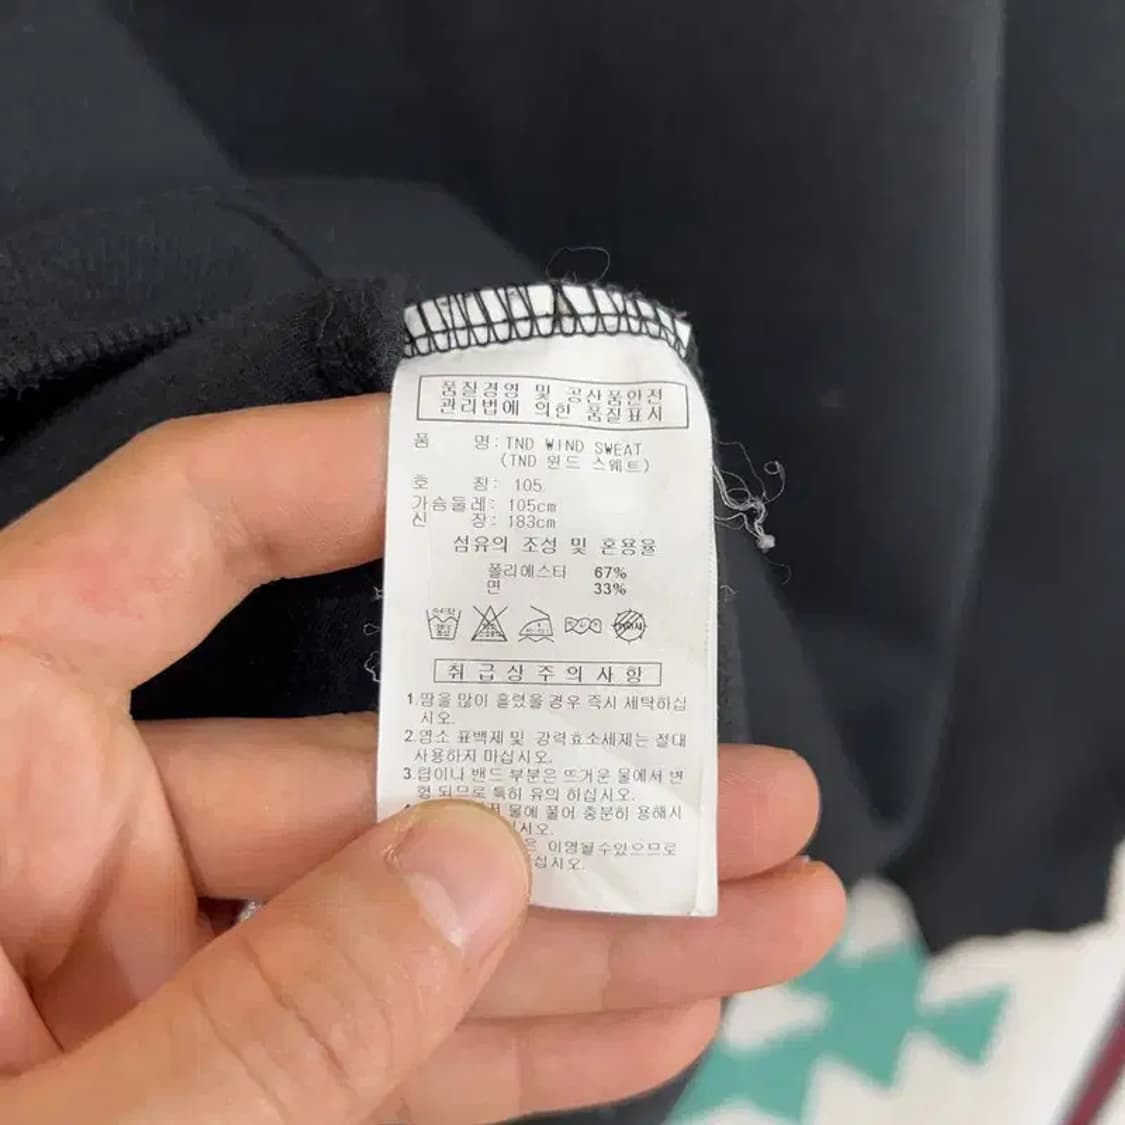 품질경영 및 공산품안전
관리법에 의한 품질표시
품 명: TND WIND SWEAT
(TND 윈드 스웨트)
호 칭: 105
가슴둘레: 105cm
신 장: 183cm
섬유의 조성 및 혼용율
폴리에스터 67%
면 33%
취급상주의사항
1.땀을 많이 흘렸을 경우 즉시 세탁하십
시오.
2.염소 표백제 및 강력효소세제는 절대
사용하지 마십시오.
3.립이나 밴드 부분은 뜨거운 물에서 변
형 되므로 특히 유의 하십시오.
물에 풀어 충분히 용해시
시오.
은 이염될수있으므로
십시오.